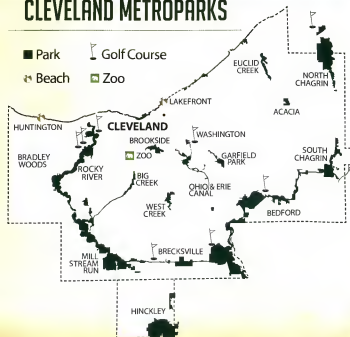 CLEVELAND METROPARKS
Park
Golf Course
Beach
Zoo
EUCLID
CREEK
NORTH
CHAGRIN
LAKEFRONT
ACACIA
HUNTINGTON
CLEVELAND
WASHINGTON
BROOKSIDE
ZOO
BRADLEY
WOODS
ROCKY
RIVER
GARFIELD
PARK
SOUTH
CHAGRIN
BIG
CREEK
OHIO & ERIE
CANAL
WEST
CREEK
BEDFORD
BRECKSVILLE
MILL
STREAM
RUN
HINCKLEY